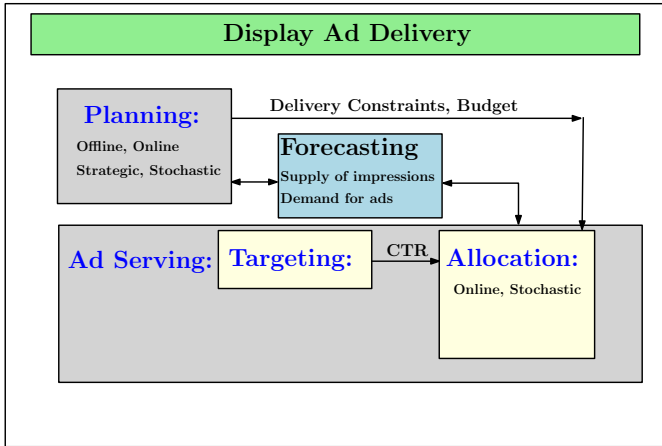 Display Ad Delivery
Planning:
Offline, Online
Strategic, Stochastic
Delivery Constraints, Budget
Forecasting
Supply of impressions
Demand for ads
Ad Serving:
Targeting:
CTR
Allocation:
Online, Stochastic